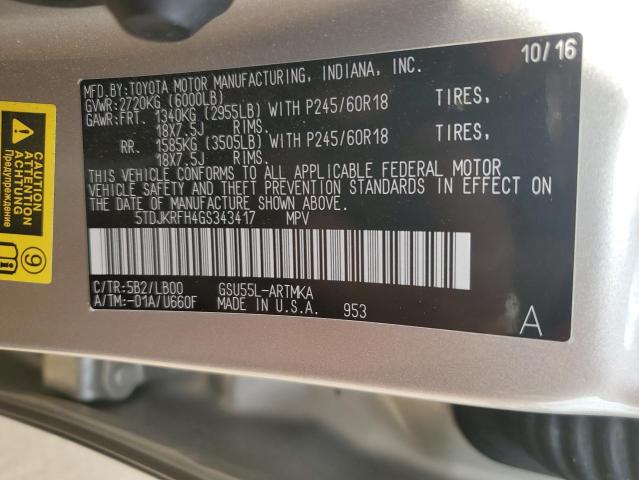 10/16
MFD.BY:TOYOTA MOTOR MANUFACTURING, INDIANA, INC.
GVWR:2720KG (6000LB)
GAWR:FRT. 1340KG (2955LB) WITH P245/60R18 TIRES,
18X7.5J RIMS.
RR. 1585KG (3505LB) WITH P245/60R18 TIRES,
18X7.5J RIMS.
THIS VEHICLE CONFORMS TO ALL APPLICABLE FEDERAL MOTOR
VEHICLE SAFETY AND THEFT PREVENTION STANDARDS IN EFFECT ON
THE DATE OF MANUFACTURE SHOWN ABOVE.
5TDJKRFH4GS343417 MPV
C/TR:5B2/LB00 GSU55L-ARTMKA
A/TM:-01A/U660F MADE IN U.S.A. 953
A
CAUTION
ATTENTION
ACHTUNG
Предупреждение
9